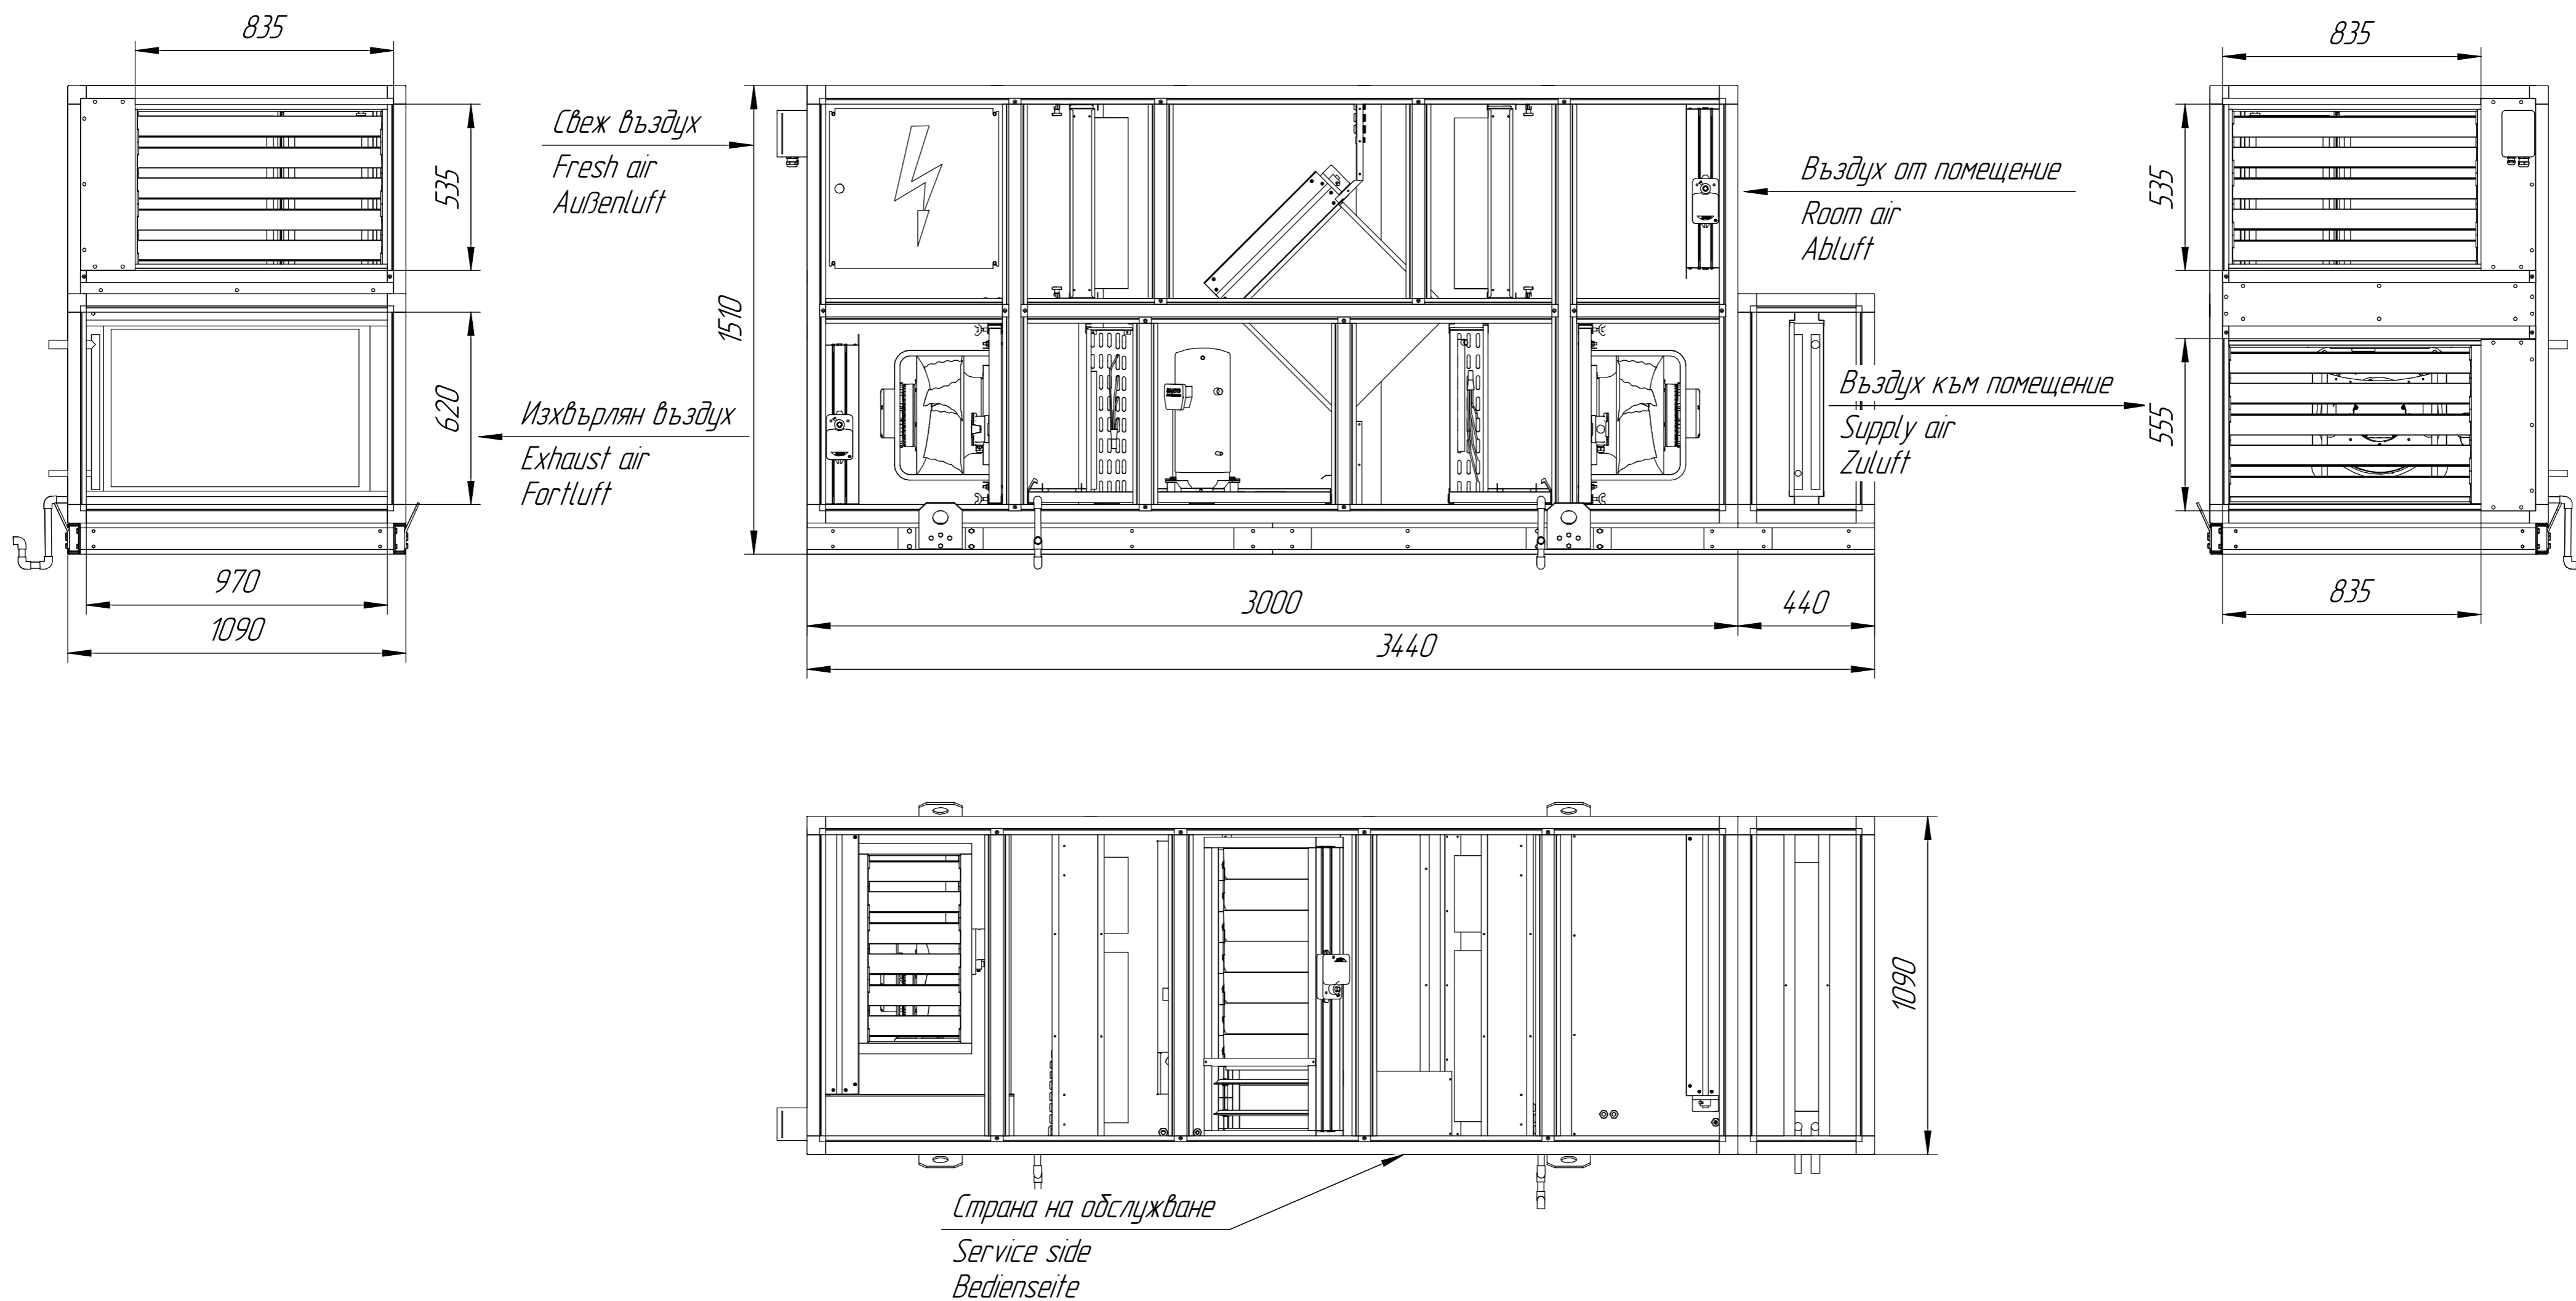 835
535
620
970
1090
Свеж въздух
Fresh air
Außenluft
Изхвърлян въздух
Exhaust air
Fortluft
1510
3000
440
3440
Въздух от помещение
Room air
Abluft
Въздух към помещение
Supply air
Zuluft
835
535
555
835
1090
Страна на обслужване
Service side
Bedienseite